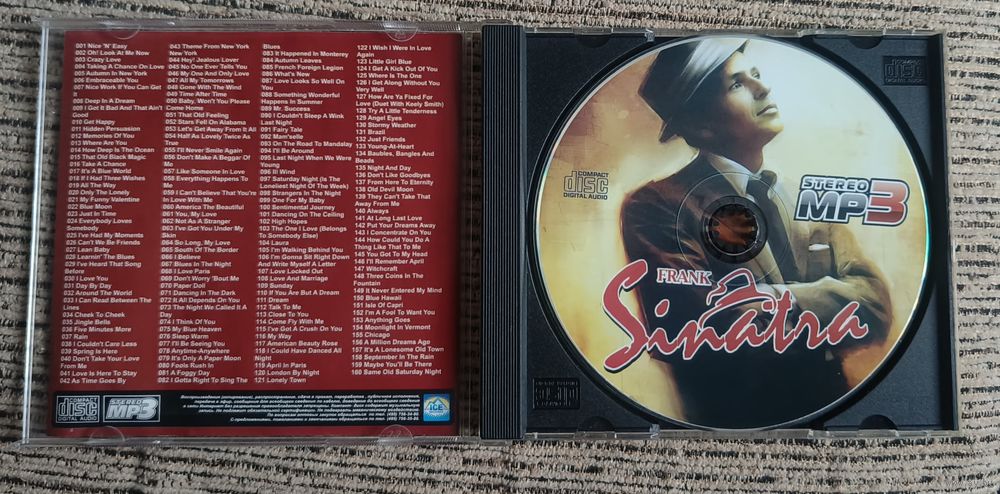 001 Nice 'N' Easy
002 Oh! Look At Me Now
003 Crazy Love
004 Taking A Chance On Love
005 Autumn In New York
006 Embraceable You
007 Nice Work If You Can Get
It
008 Deep In A Dream
009 I Got It Bad And That Ain't
Good
010 Get Happy
011 Hidden Persuasion
012 Memories Of You
013 Where Are You
014 How Deep Is The Ocean
015 That Old Black Magic
016 Take A Chance
017 It's A Blue World
018 If I Had Three Wishes
019 All The Way
020 Only The Lonely
021 My Funny Valentine
022 Blue Moon
023 Just In Time
024 Everybody Loves
Somebody
025 I've Had My Moments
026 Can't We Be Friends
027 Lean Baby
028 Learnin' The Blues
029 I've Heard That Song
Before
030 I Love You
031 Day By Day
032 Around The World
033 I Can Read Between The
Lines
034 Cheek To Cheek
035 Jingle Bells
036 Five Minutes More
037 Rain
038 I Couldn't Care Less
039 Spring Is Here
040 Don't Take Your Love
From Me
041 Love Is Here To Stay
042 As Time Goes By
043 Theme From New York
New York
044 Hey! Jealous Lover
045 No One Ever Tells You
046 My One And Only Love
047 All My Tomorrows
048 Gone With The Wind
049 Time After Time
050 Baby, Won't You Please
Come Home
051 That Old Feeling
052 Stars Fell On Alabama
053 Let's Get Away From It All
054 Half As Lovely Twice As
True
055 I'll Never Smile Again
056 Don't Make A Beggar Of
Me
057 Like Someone In Love
058 Everything Happens To
Me
059 I Can't Believe That You're
In Love With Me
060 America The Beautiful
061 You, My Love
062 Not As A Stranger
063 I've Got You Under My
Skin
064 So Long, My Love
065 South Of The Border
066 I Believe
067 Blues In The Night
068 I Love Paris
069 Don't Worry 'Bout Me
070 Paper Doll
071 Dancing In The Dark
072 It All Depends On You
073 The Night We Called It A
Day
074 I Think Of You
075 My Blue Heaven
076 Sleep Warm
077 I'll Be Seeing You
078 Anytime-Anywhere
079 It's Only A Paper Moon
080 Fools Rush In
081 A Foggy Day
082 I Gotta Right To Sing The
Blues
083 It Happened In Monterey
084 Autumn Leaves
085 French Foreign Legion
086 What's New
087 Love Looks So Well On
You
088 Something Wonderful
Happens In Summer
089 Mr. Success
090 I Couldn't Sleep A Wink
Last Night
091 Fairy Tale
092 Mam'selle
093 On The Road To Mandalay
094 I'll Be Around
095 Last Night When We Were
Young
096 Ill Wind
097 Saturday Night (Is The
Loneliest Night Of The Week)
098 Strangers In The Night
099 One For My Baby
100 Sentimental Journey
101 Dancing On The Ceiling
102 High Hopes
103 The One I Love (Belongs
To Somebody Else)
104 Laura
105 I'm Walking Behind You
106 I'm Gonna Sit Right Down
And Write Myself A Letter
107 Love Locked Out
108 Love And Marriage
109 Sunday
110 If You Are But A Dream
111 Dream
112 Talk To Me
113 Close To You
114 Come Fly With Me
115 I've Got A Crush On You
116 My Way
117 American Beauty Rose
118 I Could Have Danced All
Night
119 April In Paris
120 London By Night
121 Lonely Town
122 I Wish I Were In Love
Again
123 Little Girl Blue
124 I Get A Kick Out Of You
125 Where Is The One
126 I Get Along Without You
Very Well
127 How Are Ya Fixed For
Love (Duet With Keely Smith)
128 Try A Little Tenderness
129 Angel Eyes
130 Stormy Weather
131 Brazil
132 Just Friends
133 Young-At-Heart
134 Baubles, Bangles And
Beads
135 Night And Day
136 Don't Like Goodbyes
137 From Here To Eternity
138 Old Devil Moon
139 They Can't Take That
Away From Me
140 Always
141 At Long Last Love
142 Put Your Dreams Away
143 I Concentrate On You
144 How Could You Do A
Thing Like That To Me
145 You Got To My Head
146 I'll Remember April
147 Witchcraft
148 Three Coins In The
Fountain
149 It Never Entered My Mind
150 Blue Hawaii
151 Isle Of Capri
152 I'm A Fool To Want You
153 Anything Goes
154 Moonlight In Vermont
155 Chicago
156 A Million Dreams Ago
157 It's A Lonesome Old Town
158 September In The Rain
159 Maybe You'll Be There
160 Same Old Saturday Night
COMPACT
disc
DIGITAL AUDIO
STEREO
MP3
ICE
COMPACT
disc
DIGITAL AUDIO
STEREO
MP3
FRANK
Sinatra
disc
DIGITAL AUDIO